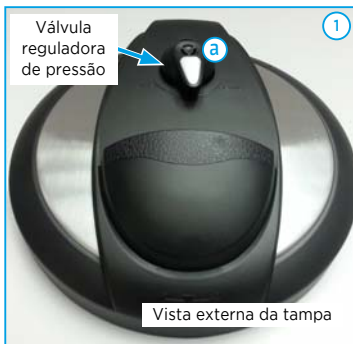 Válvula
reguladora
de pressão
a
1
Vista externa da tampa